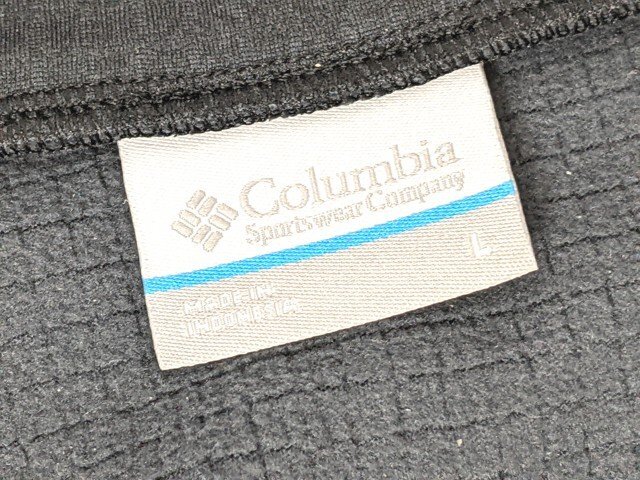 Columbia
Sportswear Company
L
MADE IN
INDONESIA